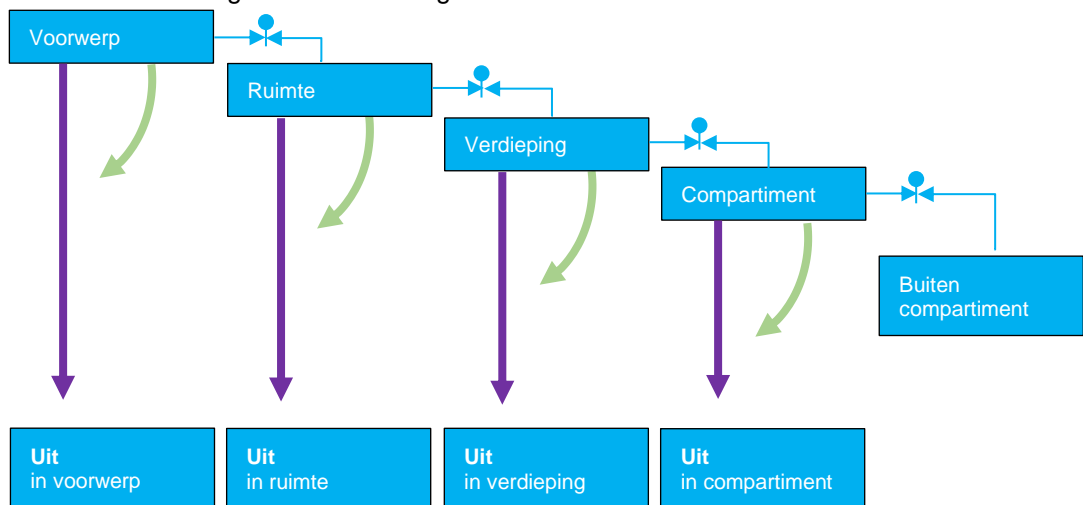 Voorwerp
Ruimte
Verdieping
Compartiment
Buiten
compartiment
Uit
in voorwerp
Uit
in ruimte
Uit
in verdieping
Uit
in compartiment